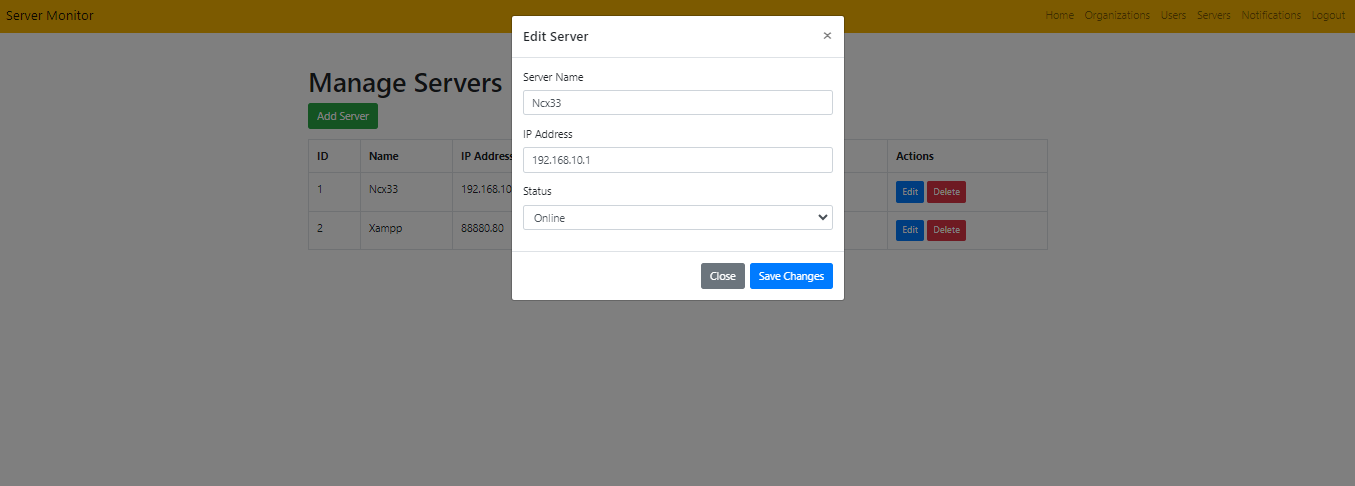 Server Monitor
Home Organizations Users Servers Notifications Logout
Manage Servers
Add Server
ID Name IP Address Actions
1 Ncx33 192.168.10 Edit Delete
2 Xampp 88880.80 Edit Delete
Edit Server ×
Server Name
Ncx33
IP Address
192.168.10.1
Status
Online
Close Save Changes